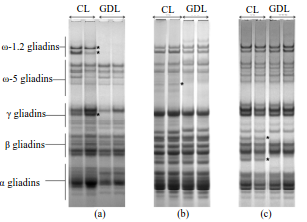 CL GDL CL GDL CL GDL
ω-1.2 gliadins
ω-5 gliadins
γ gliadins
β gliadins
α gliadins
(a) (b) (c)